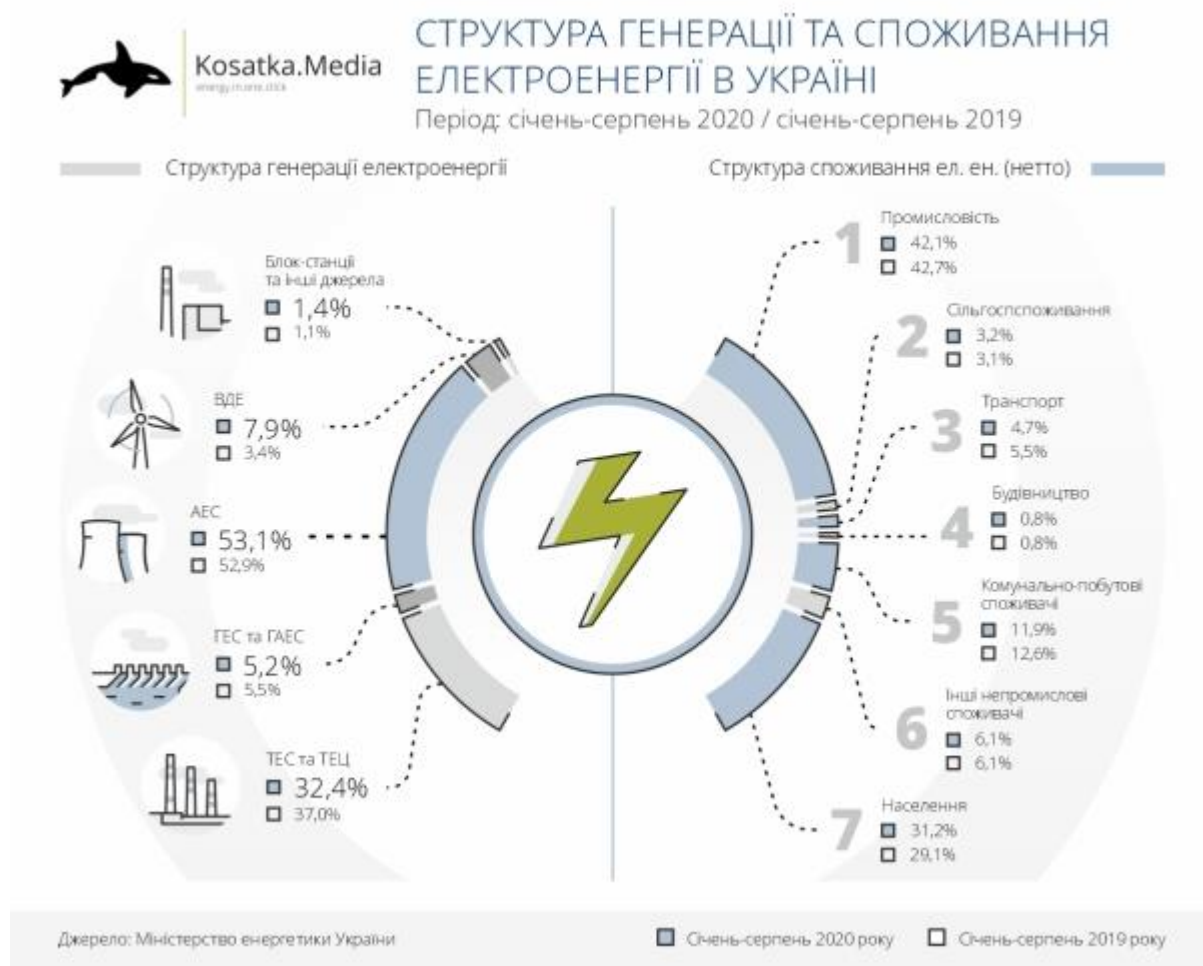 Kosatka.Media
energy.in.one.click
СТРУКТУРА ГЕНЕРАЦІЇ ТА СПОЖИВАННЯ
ЕЛЕКТРОЕНЕРГІЇ В УКРАЇНІ
Період: січень-серпень 2020 / січень-серпень 2019
Структура генерації електроенергії
Структура споживання ел. ен. (нетто)
Блок-станції
та інші джерела
1,4%
1,1%
ВДЕ
7,9%
3,4%
АЕС
53,1%
52,9%
ГЕС та ГАЕС
5,2%
5,5%
ТЕС та ТЕЦ
32,4%
37,0%
1
Промисловість
42,1%
42,7%
2
Сільгоспспоживання
3,2%
3,1%
3
Транспорт
4,7%
5,5%
4
Будівництво
0,8%
0,8%
5
Комунально-побутові
споживачі
11,9%
12,6%
6
Інші непромислові
споживачі
6,1%
6,1%
7
Населення
31,2%
29,1%
Джерело: Міністерство енергетики України
Січень-серпень 2020 року
Січень-серпень 2019 року